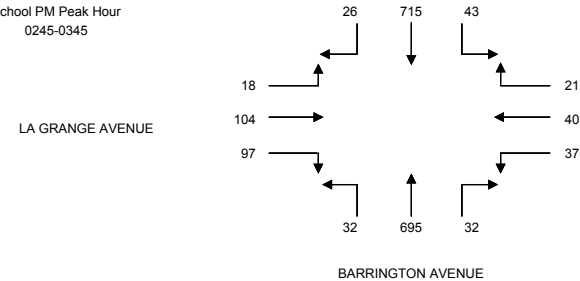 chool PM Peak Hour
0245-0345
26 715 43
18 21
104 40
LA GRANGE AVENUE
97 37
32 695 32
BARRINGTON AVENUE